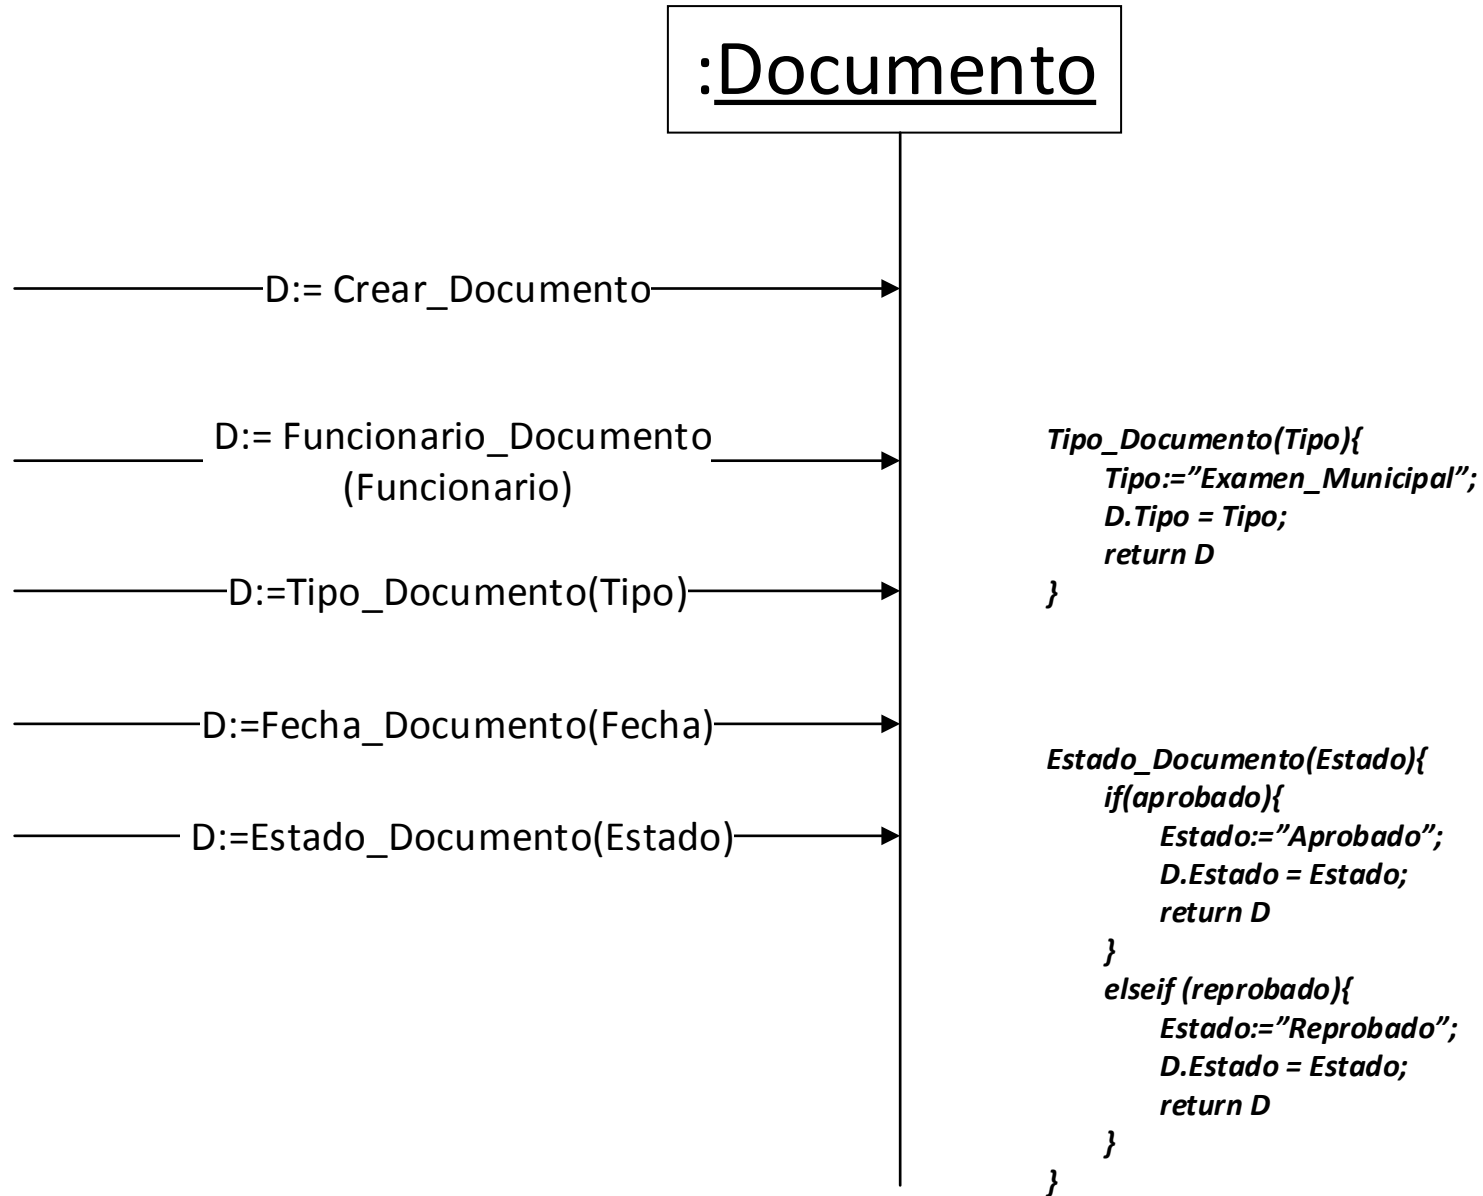 :Documento
D:= Crear_Documento
D:= Funcionario_Documento
(Funcionario)
D:=Tipo_Documento(Tipo)
D:=Fecha_Documento(Fecha)
D:=Estado_Documento(Estado)
Tipo_Documento(Tipo){
Tipo:=”Examen_Municipal”;
D.Tipo = Tipo;
return D
}
Estado_Documento(Estado){
if(aprobado){
Estado:=”Aprobado”;
D.Estado = Estado;
return D
}
elseif (reprobado){
Estado:=”Reprobado”;
D.Estado = Estado;
return D
}
}